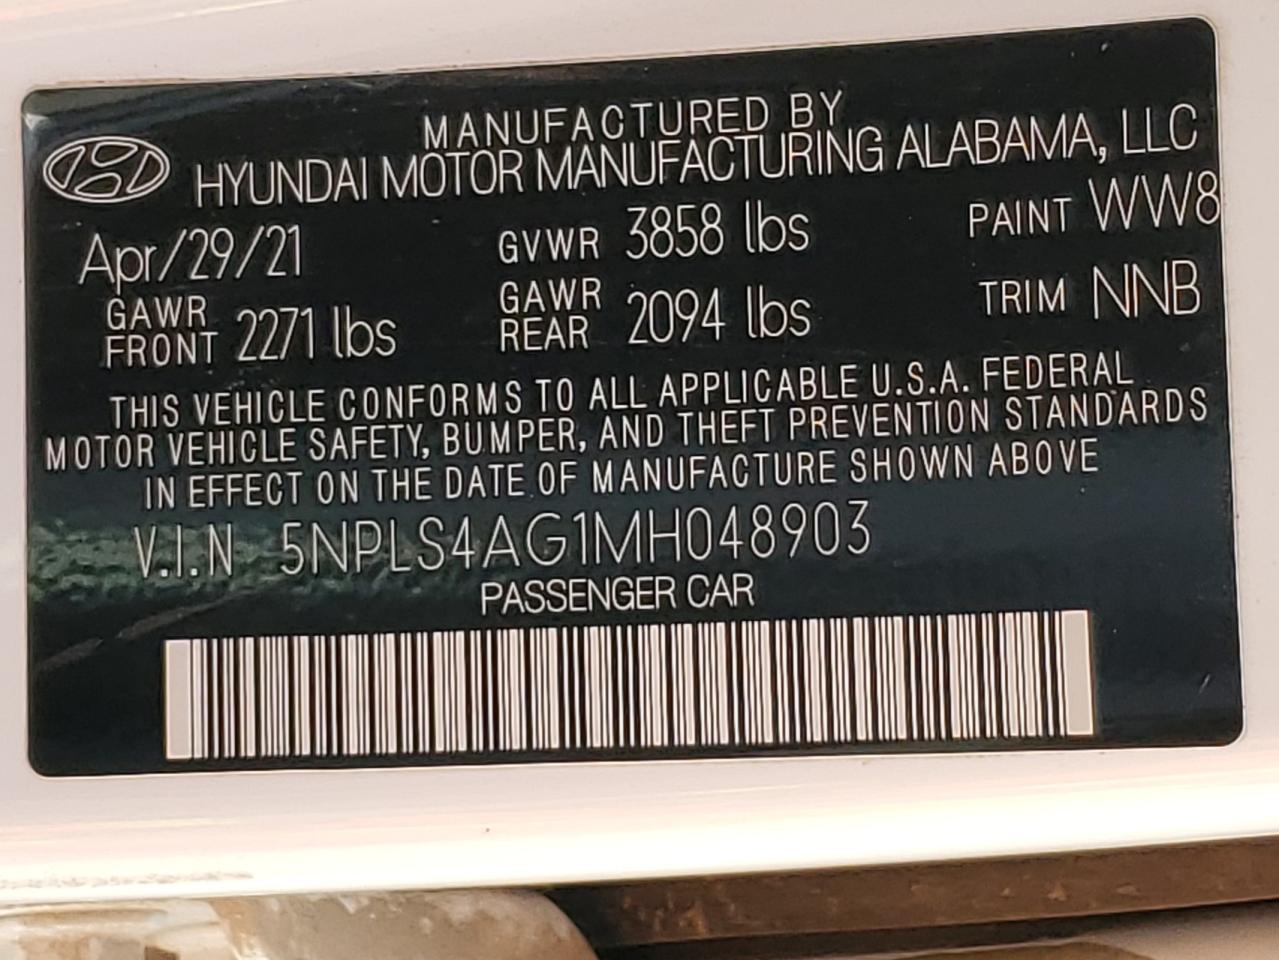 MANUFACTURED BY
HYUNDAI MOTOR MANUFACTURING ALABAMA, LLC
Apr/29/21 GVWR 3858 lbs PAINT WW8
GAWR FRONT 2271 lbs GAWR REAR 2094 lbs TRIM NNB
THIS VEHICLE CONFORMS TO ALL APPLICABLE U.S.A. FEDERAL
MOTOR VEHICLE SAFETY, BUMPER, AND THEFT PREVENTION STANDARDS
IN EFFECT ON THE DATE OF MANUFACTURE SHOWN ABOVE
V.I.N 5NPLS4AG1MH048903
PASSENGER CAR